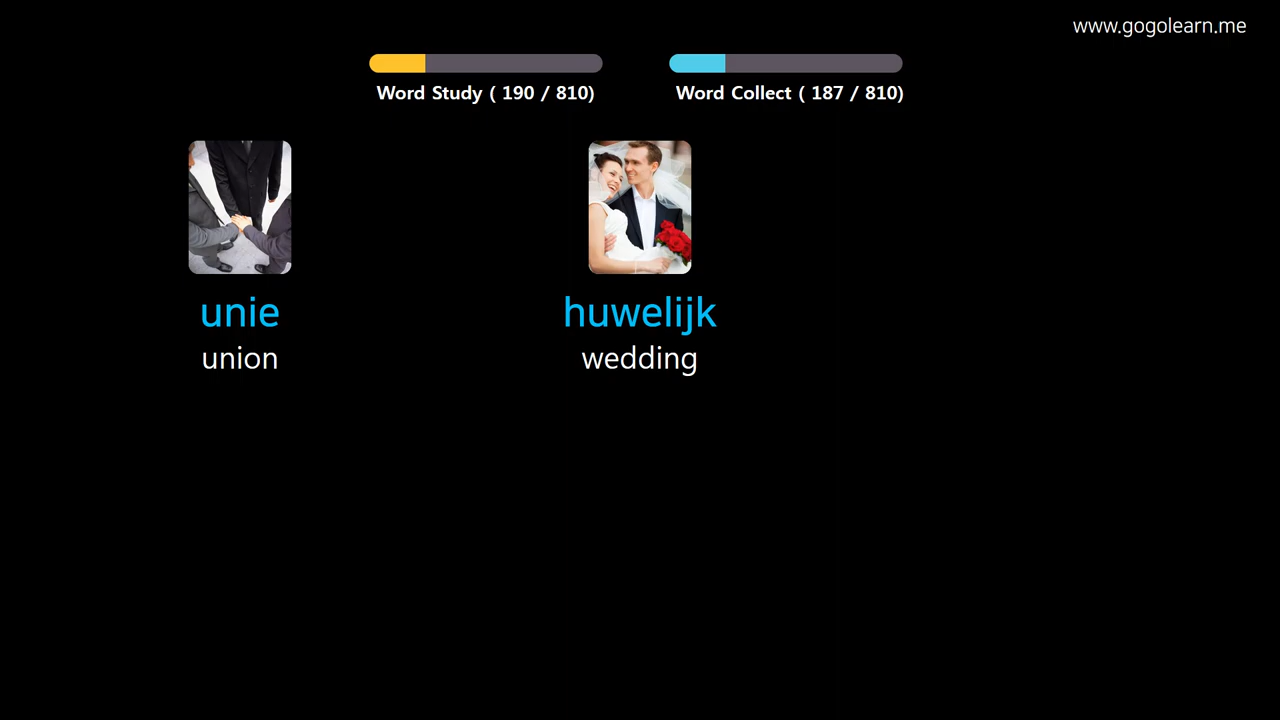 www.gogolearn.me
Word Study ( 190 / 810)
Word Collect ( 187 / 810)
unie
union
huwelijk
wedding